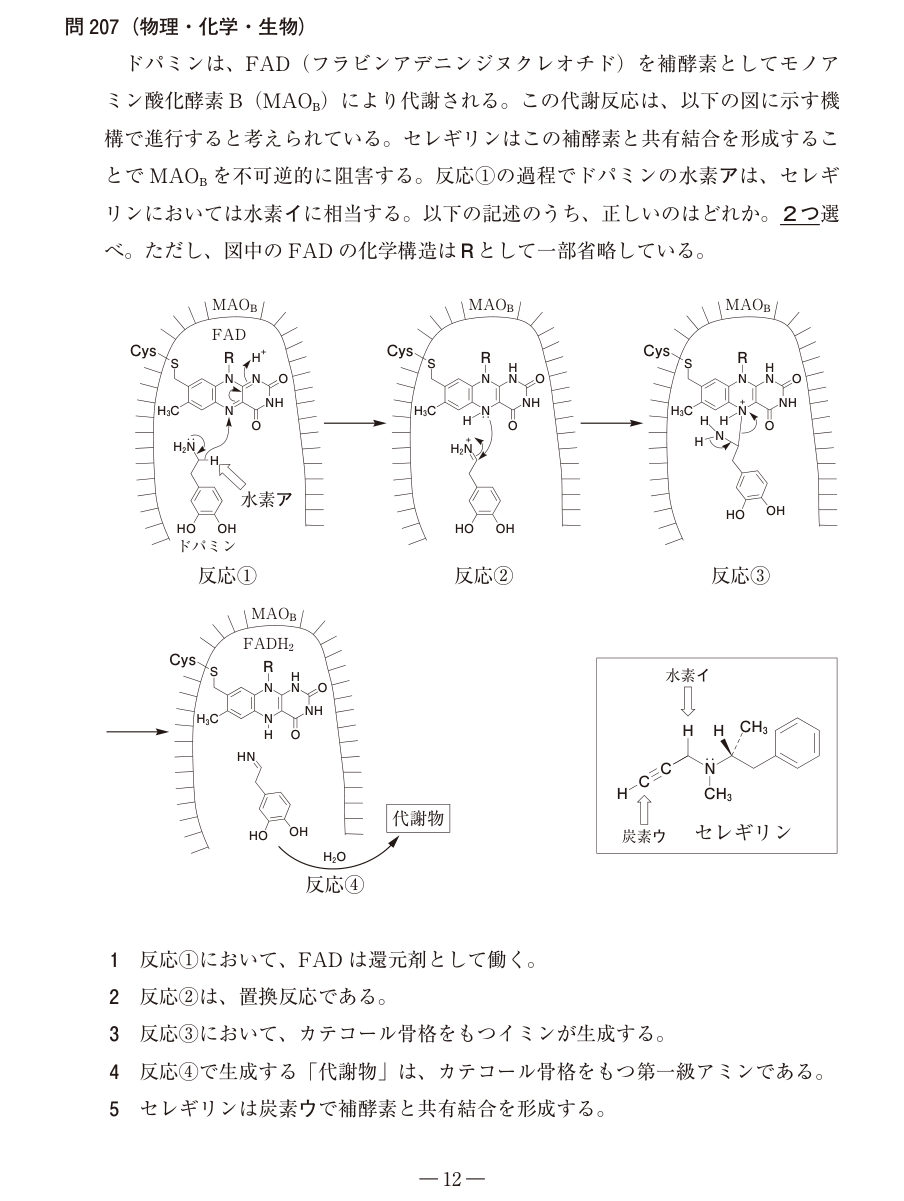 問 207（物理・化学・生物）
ドパミンは、FAD（フラビンアデニンジヌクレオチド）を補酵素としてモノア
ミン酸化酵素 B（MAOB）により代謝される。この代謝反応は、以下の図に示す機
構で進行すると考えられている。セレギリンはこの補酵素と共有結合を形成するこ
とで MAOB を不可逆的に阻害する。反応①の過程でドパミンの水素アは、セレギ
リンにおいては水素イに相当する。以下の記述のうち、正しいのはどれか。２つ選
べ。ただし、図中の FAD の化学構造は R として一部省略している。
MAOB
FAD
Cys
S
R
H+
N
N
O
H3C
N
NH
O
H2N
H
水素ア
HO
OH
ドパミン
反応①
MAOB
Cys
S
R
H
N
N
O
H3C
N
H
NH
O
H2N+
HO
OH
反応②
MAOB
Cys
S
R
H
N
N
O
H3C
H
N+
NH
O
H
N
H
HO
OH
反応③
MAOB
FADH2
Cys
S
R
H
N
N
O
H3C
N
H
NH
O
HN
HO
OH
H2O
代謝物
反応④
水素イ
H
H
CH3
H
C
C
N
CH3
炭素ウ
セレギリン
1 反応①において、FAD は還元剤として働く。
2 反応②は、置換反応である。
3 反応③において、カテコール骨格をもつイミンが生成する。
4 反応④で生成する「代謝物」は、カテコール骨格をもつ第一級アミンである。
5 セレギリンは炭素ウで補酵素と共有結合を形成する。
— 12 —